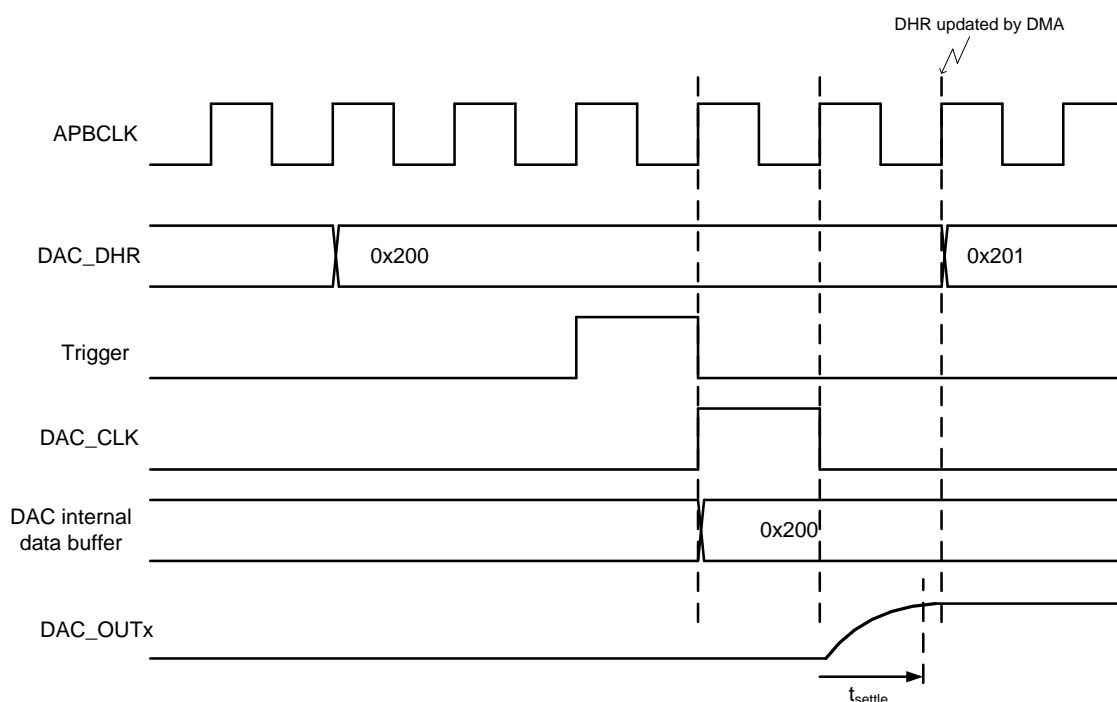 DHR updated by DMA
APBCLK
DAC_DHR
0x200
0x201
Trigger
DAC_CLK
DAC internal
data buffer
0x200
DAC_OUTx
tsettle